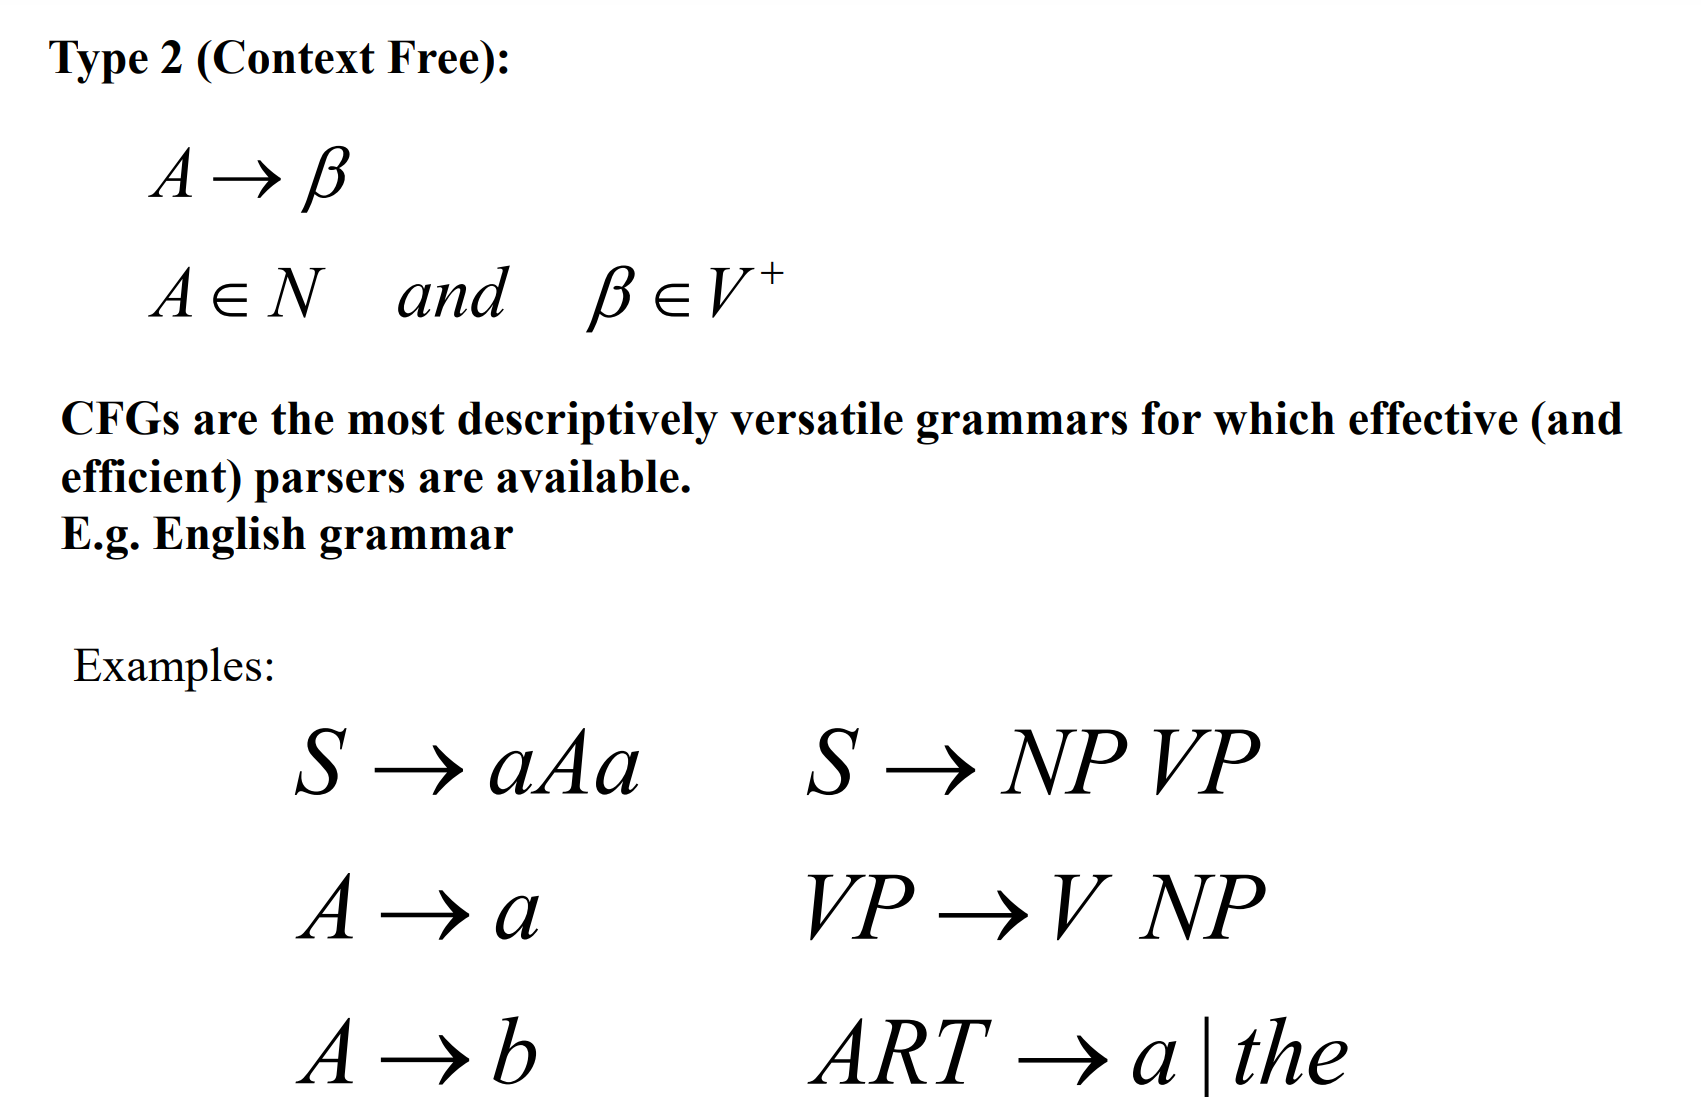 Type 2 (Context Free):
A → β
A ∈ N and β ∈ V⁺
CFGs are the most descriptively versatile grammars for which effective (and
efficient) parsers are available.
E.g. English grammar
Examples:
S → aAa S → NP VP
A → a VP → V NP
A → b ART → a | the